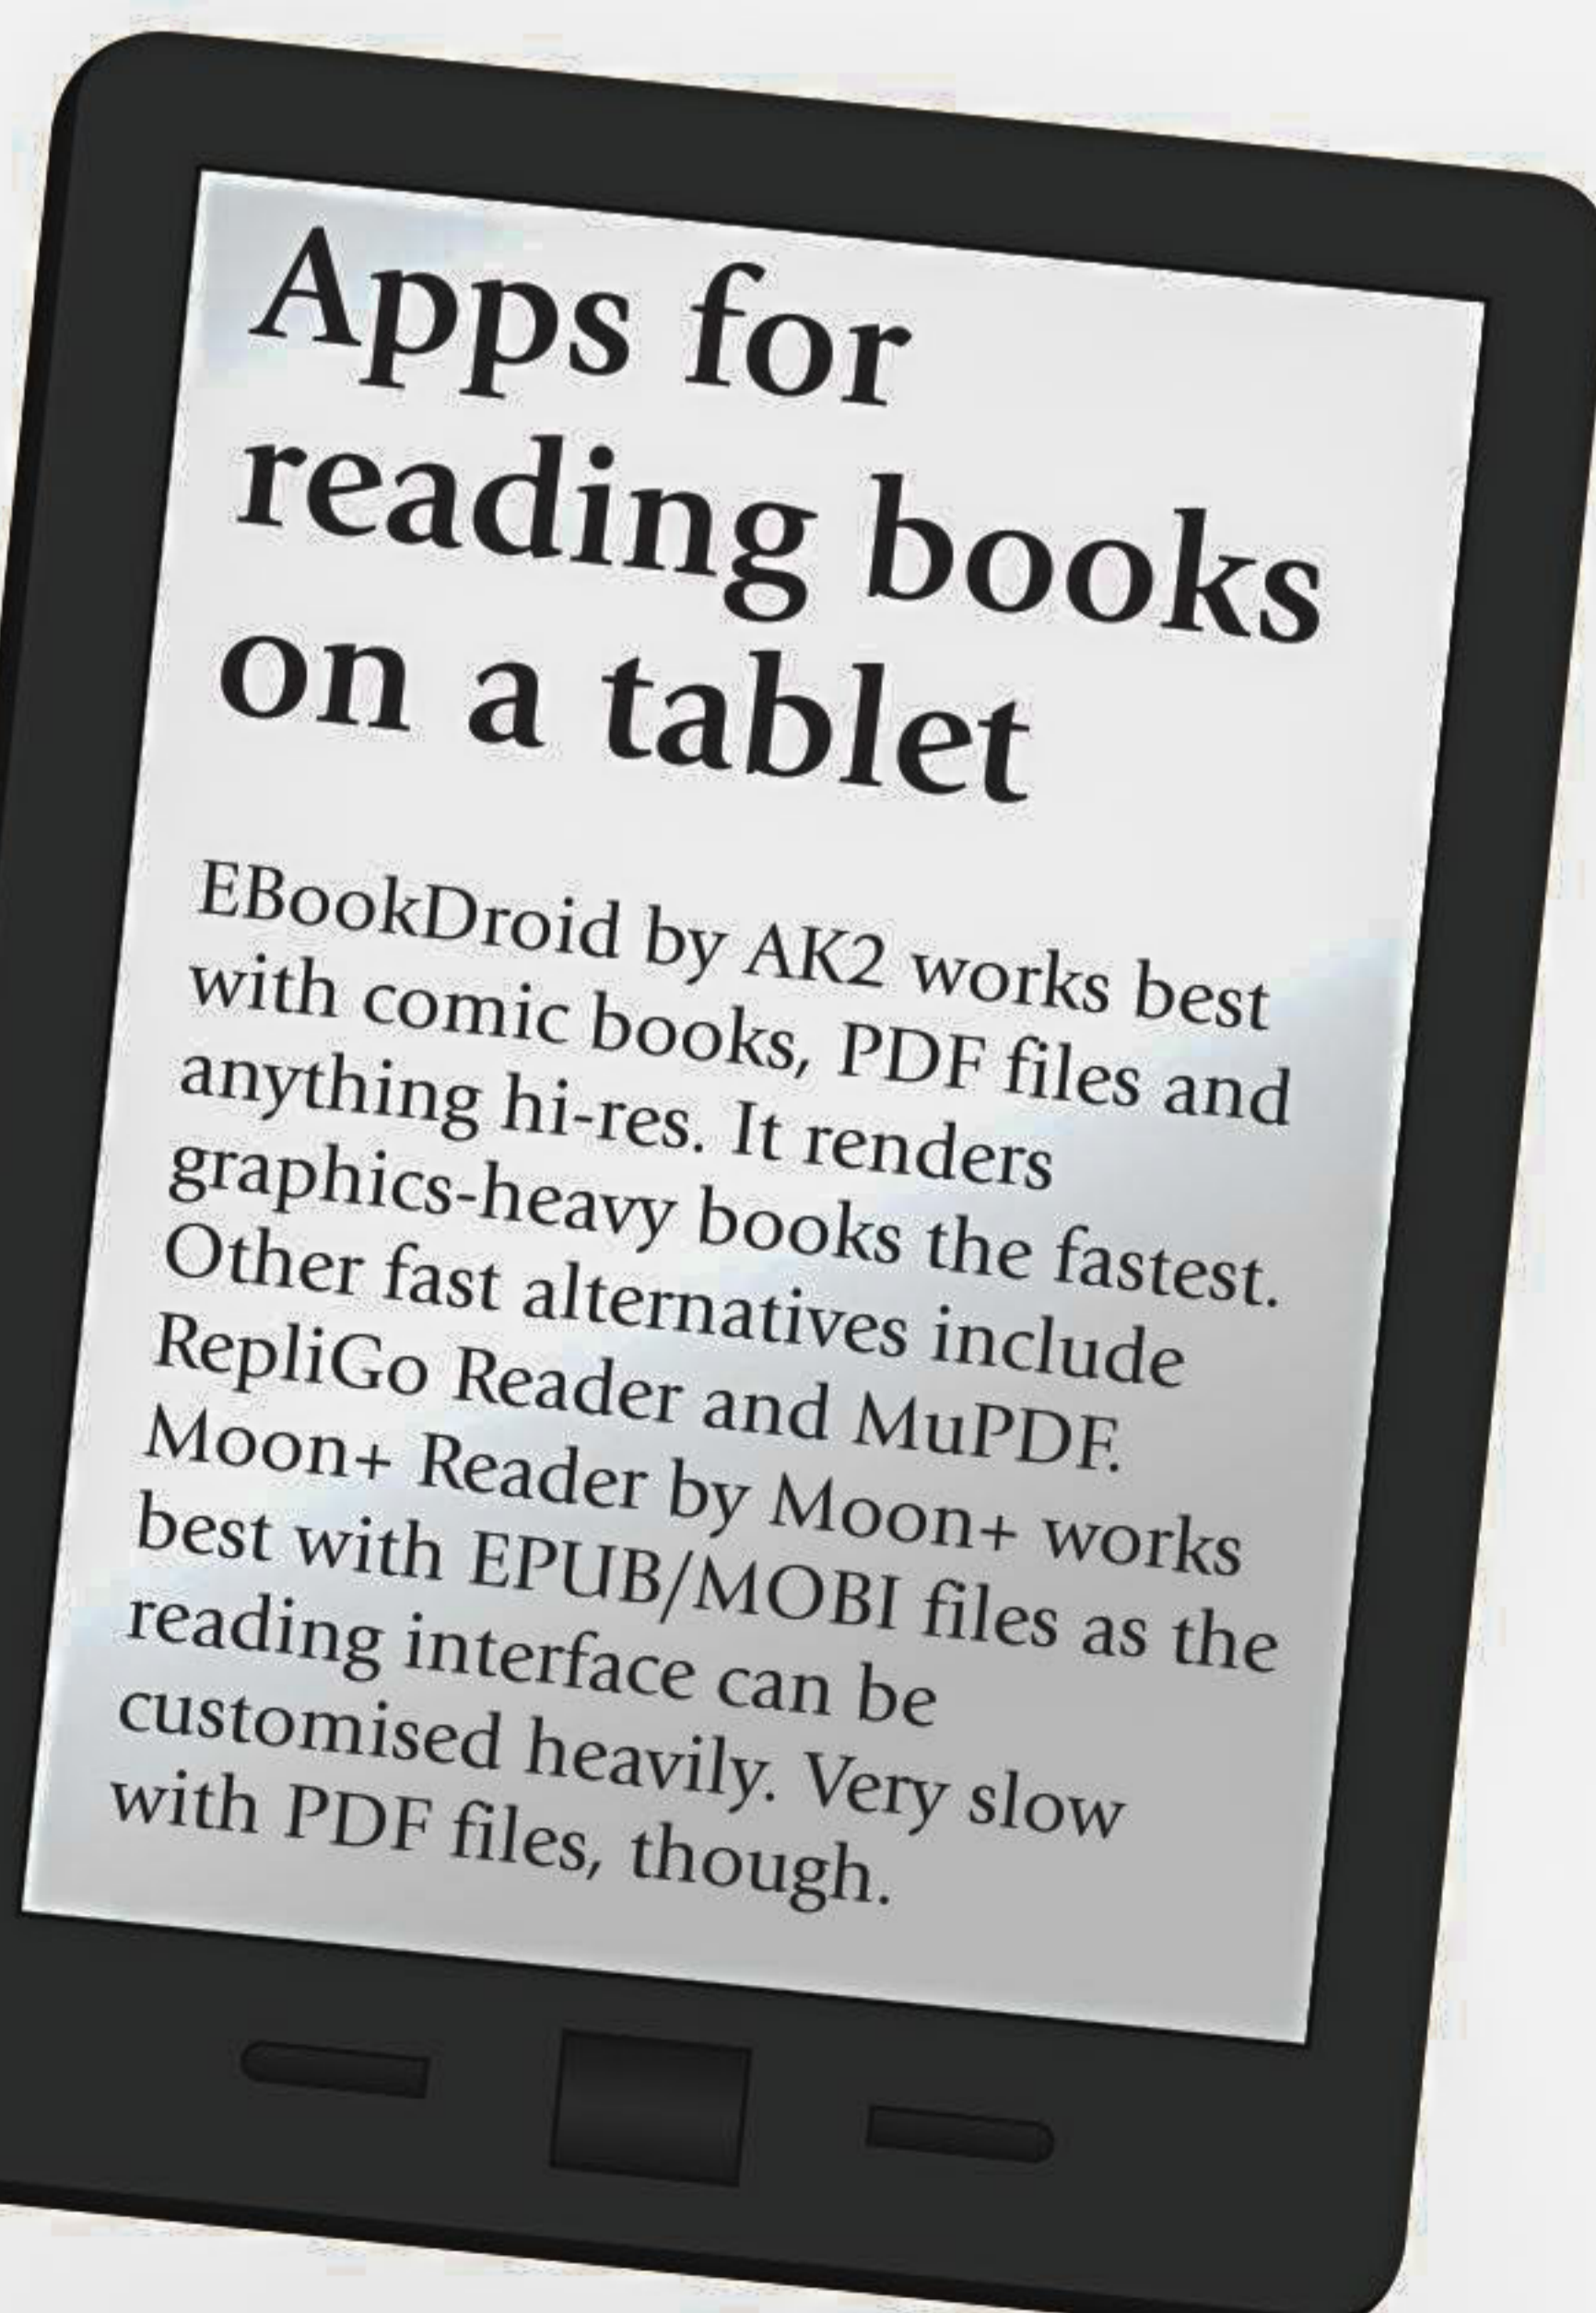 Apps for
reading books
on a tablet
EBookDroid by AK2 works best
with comic books, PDF files and
anything hi-res. It renders
graphics-heavy books the fastest.
Other fast alternatives include
RepliGo Reader and MuPDF.
Moon+ Reader by Moon+ works
best with EPUB/MOBI files as the
reading interface can be
customised heavily. Very slow
with PDF files, though.